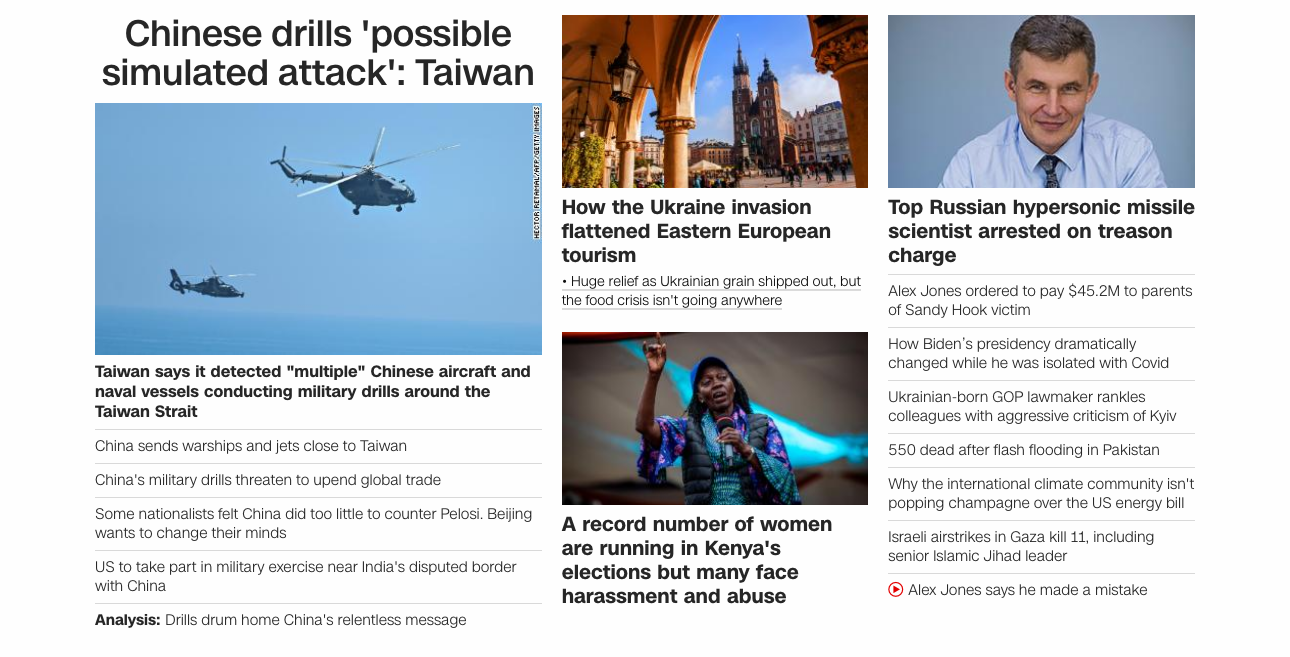 Chinese drills 'possible
simulated attack': Taiwan
HECTOR RETAMAL/AFP/GETTY IMAGES
Taiwan says it detected "multiple" Chinese aircraft and
naval vessels conducting military drills around the
Taiwan Strait
China sends warships and jets close to Taiwan
China's military drills threaten to upend global trade
Some nationalists felt China did too little to counter Pelosi. Beijing
wants to change their minds
US to take part in military exercise near India's disputed border
with China
Analysis: Drills drum home China's relentless message
How the Ukraine invasion
flattened Eastern European
tourism
• Huge relief as Ukrainian grain shipped out, but
the food crisis isn't going anywhere
A record number of women
are running in Kenya's
elections but many face
harassment and abuse
Top Russian hypersonic missile
scientist arrested on treason
charge
Alex Jones ordered to pay $45.2M to parents
of Sandy Hook victim
How Biden's presidency dramatically
changed while he was isolated with Covid
Ukrainian-born GOP lawmaker rankles
colleagues with aggressive criticism of Kyiv
550 dead after flash flooding in Pakistan
Why the international climate community isn't
popping champagne over the US energy bill
Israeli airstrikes in Gaza kill 11, including
senior Islamic Jihad leader
Alex Jones says he made a mistake